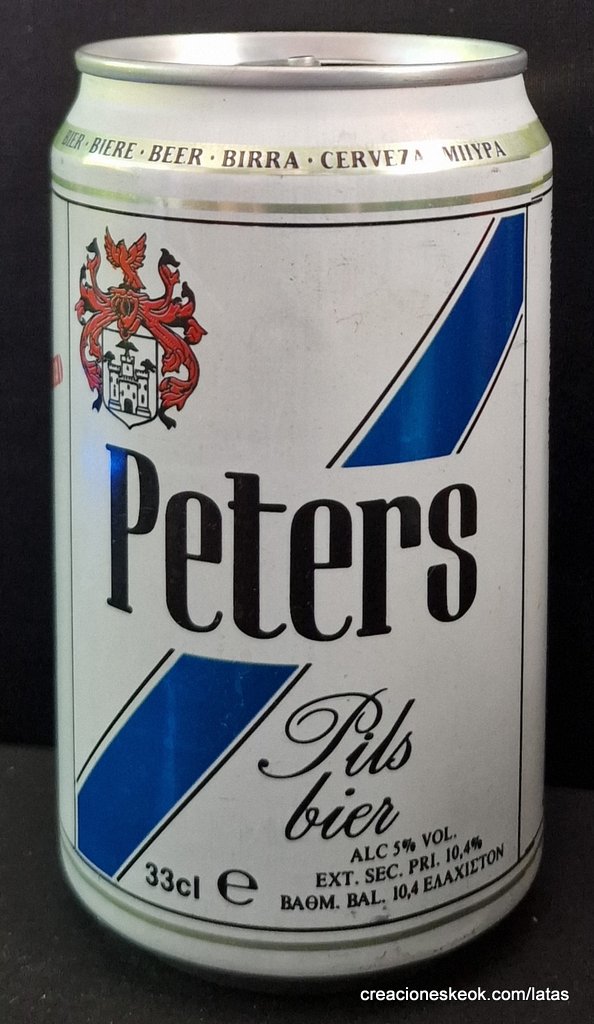 BIER · BIERE · BEER · BIRRA · CERVEZA ΜΠΥΡΑ
Peters
Pils
bier
ALC 5% VOL.
EXT. SEC. PRI. 10,4%
ΒΑΘΜ. BAL. 10,4 ΕΛΑΧΙΣΤΟΝ
33cl e
creacioneskeok.com/latas